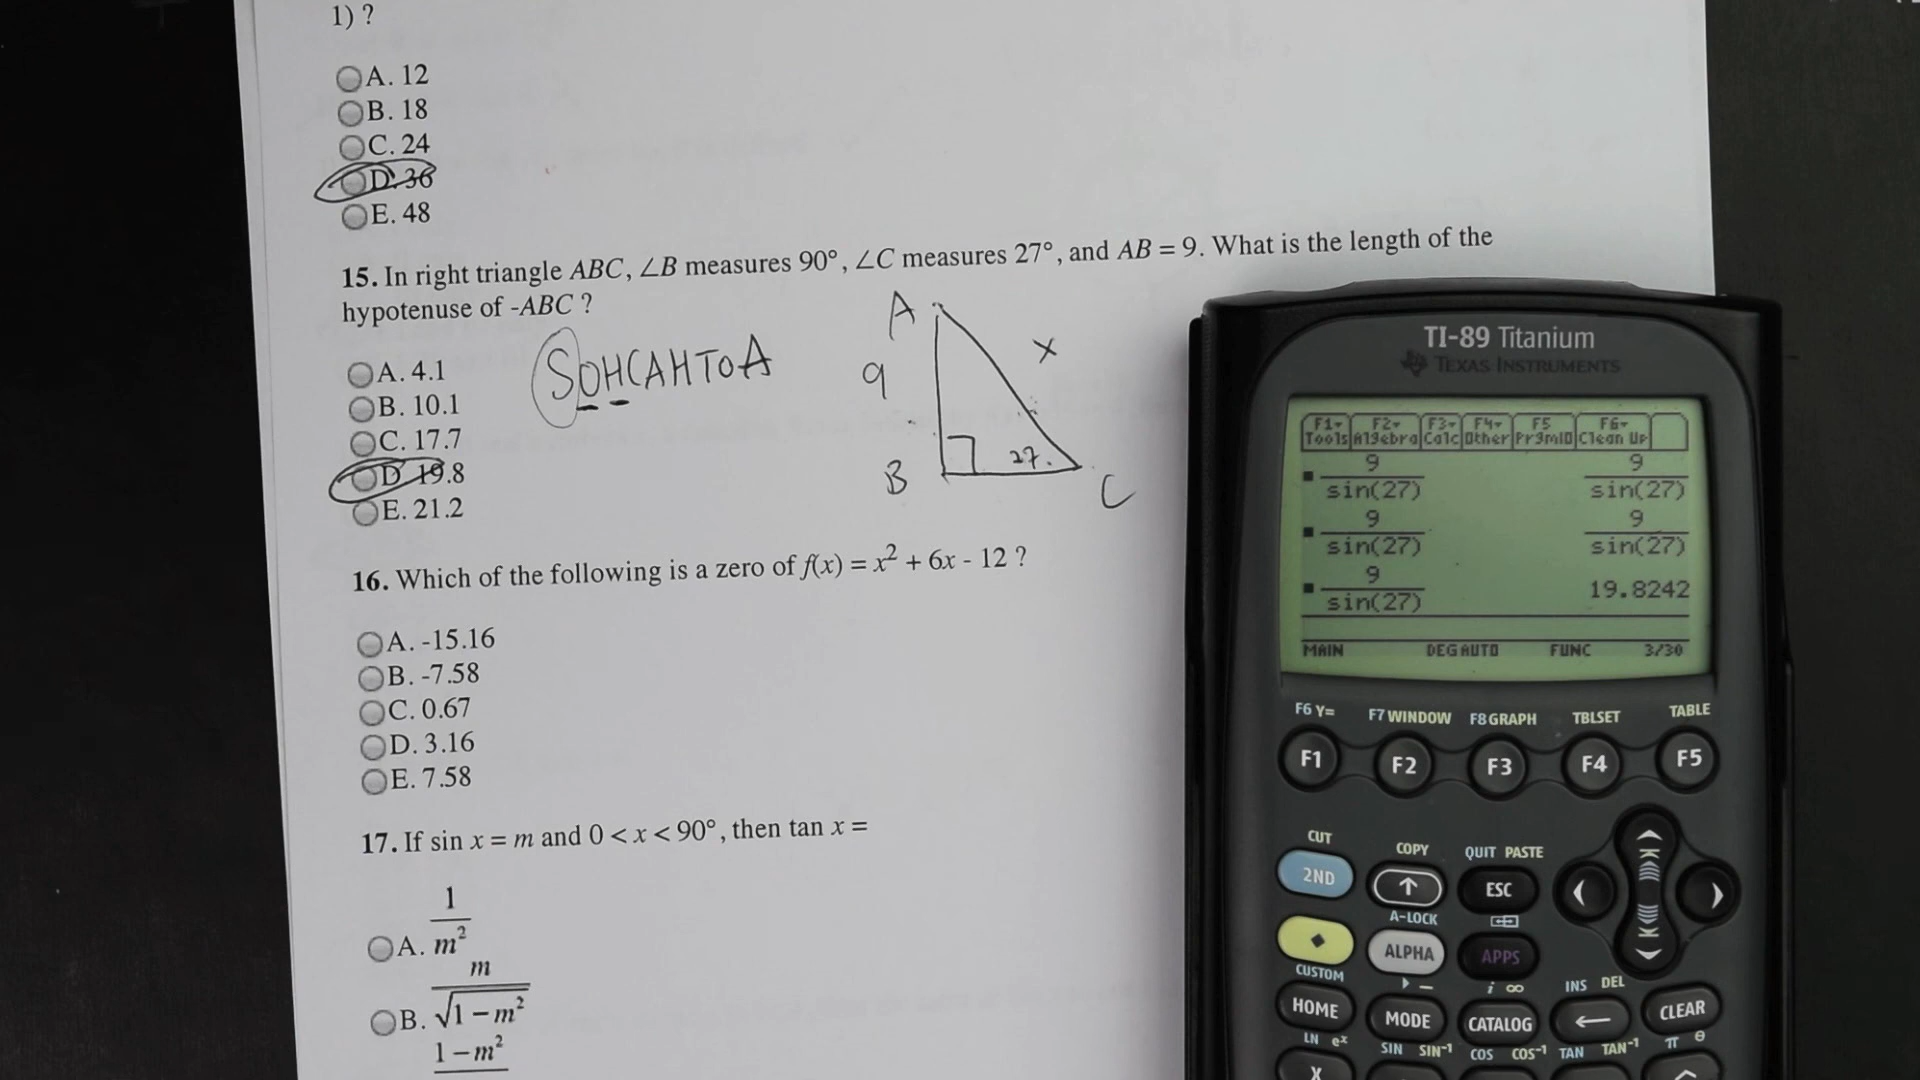 1) ?
A. 12
B. 18
C. 24
D. 36
E. 48
15. In right triangle ABC, ∠B measures 90°, ∠C measures 27°, and AB = 9. What is the length of the
hypotenuse of -ABC ?
A. 4.1
B. 10.1
C. 17.7
D. 19.8
E. 21.2
SOHCAHTOA
A
9
x
B
27.
C
16. Which of the following is a zero of f(x) = x² + 6x - 12 ?
A. -15.16
B. -7.58
C. 0.67
D. 3.16
E. 7.58
17. If sin x = m and 0 < x < 90°, then tan x =
A. 1/m²
B. m/√1 – m²
1 – m²
TI-89 Titanium
TEXAS INSTRUMENTS
F1 F2 F3 F4 F5 F6
Tools Algebra Calc Other PrgmIO Clean Up
9/sin(27) 9/sin(27)
9/sin(27) 9/sin(27)
9/sin(27) 19.8242
MAIN DEG AUTO FUNC 3/30
F6 Y= F7 WINDOW F8 GRAPH TBLSET TABLE
F1 F2 F3 F4 F5
CUT COPY QUIT PASTE
2ND ↑ ESC
A-LOCK
ALPHA APPS
CUSTOM i ∞ INS DEL
HOME MODE CATALOG ← CLEAR
LN eˣ SIN SIN⁻¹ COS COS⁻¹ TAN TAN⁻¹ π θ
X